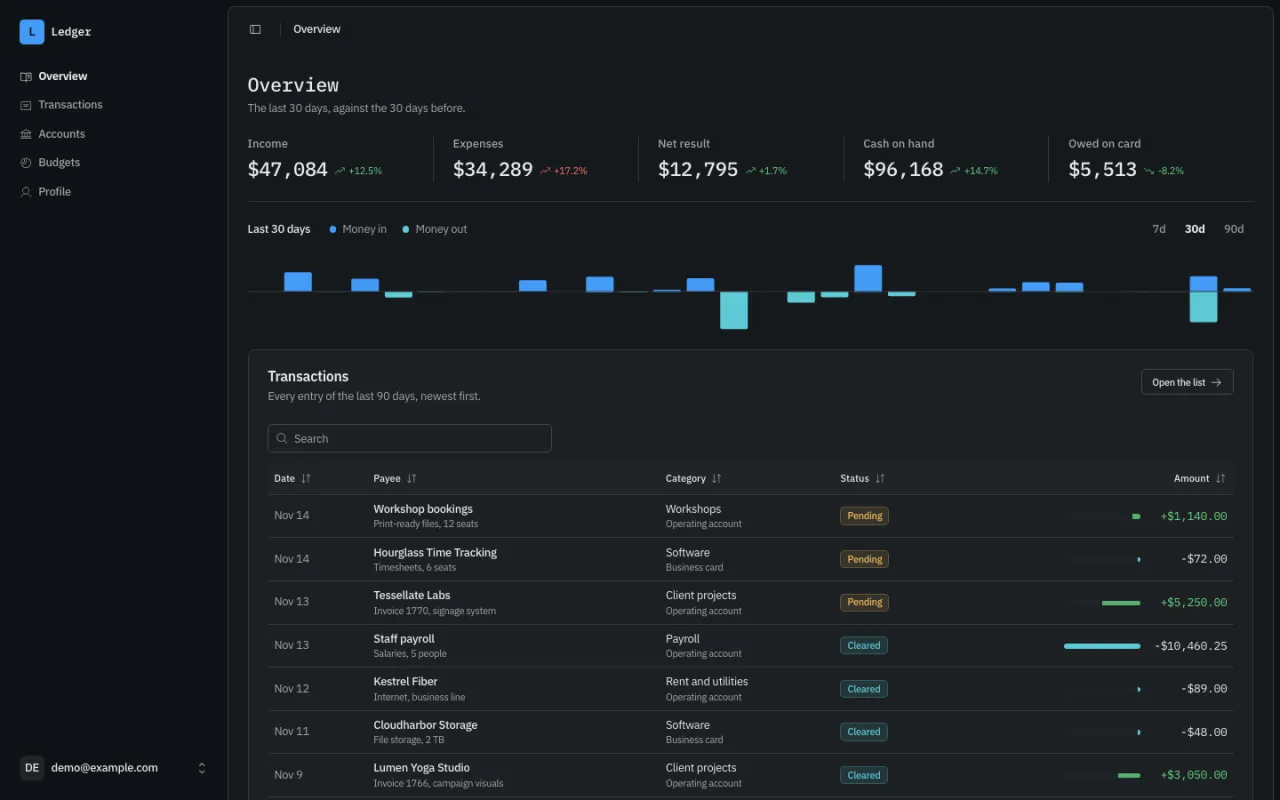 L Ledger
Overview
Transactions
Accounts
Budgets
Profile
DE demo@example.com
Overview
Overview
The last 30 days, against the 30 days before.
Income Expenses Net result Cash on hand Owed on card
$47,084 +12.5% $34,289 +17.2% $12,795 +1.7% $96,168 +14.7% $5,513 -8.2%
Last 30 days Money in Money out 7d 30d 90d
Transactions
Every entry of the last 90 days, newest first.
Open the list
Search
Date Payee Category Status Amount
Nov 14 Workshop bookings Workshops Pending +$1,140.00
Print-ready files, 12 seats Operating account
Nov 14 Hourglass Time Tracking Software Pending -$72.00
Timesheets, 6 seats Business card
Nov 13 Tessellate Labs Client projects Pending +$5,250.00
Invoice 1770, signage system Operating account
Nov 13 Staff payroll Payroll Cleared -$10,460.25
Salaries, 5 people Operating account
Nov 12 Kestrel Fiber Rent and utilities Cleared -$89.00
Internet, business line Operating account
Nov 11 Cloudharbor Storage Software Cleared -$48.00
File storage, 2 TB Business card
Nov 9 Lumen Yoga Studio Client projects Cleared +$3,050.00
Invoice 1766, campaign visuals Operating account